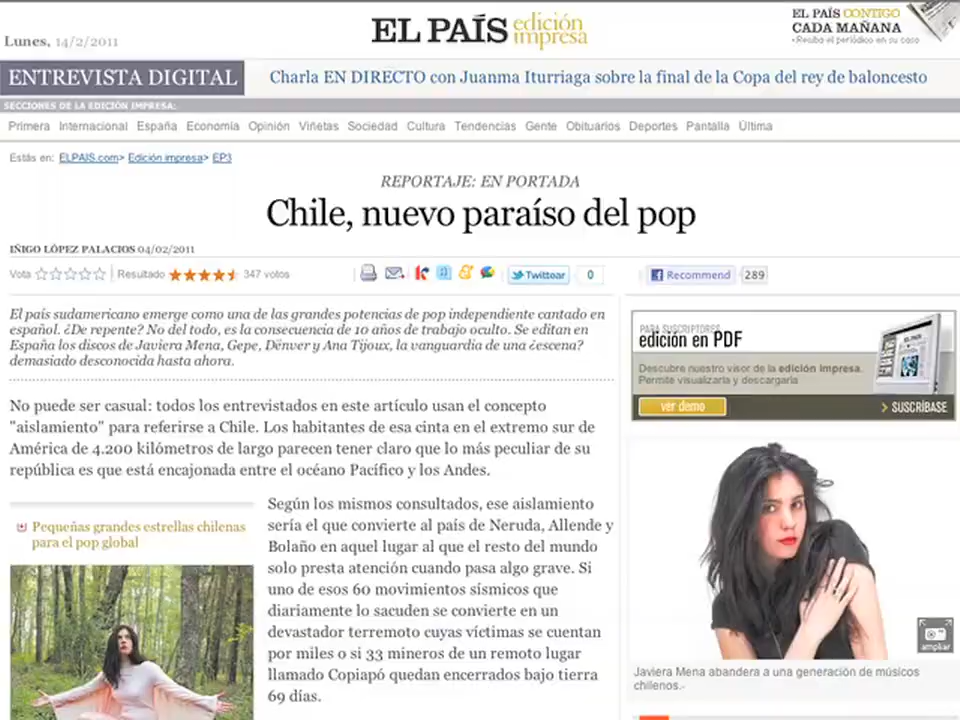 Lunes, 14/2/2011
EL PAÍS edición impresa
EL PAÍS CONTIGO
CADA MAÑANA
Reciba el periódico en su casa
ENTREVISTA DIGITAL
Charla EN DIRECTO con Juanma Iturriaga sobre la final de la Copa del rey de baloncesto
SECCIONES DE LA EDICIÓN IMPRESA:
Primera Internacional España Economía Opinión Viñetas Sociedad Cultura Tendencias Gente Obituarios Deportes Pantalla Última
Estás en: ELPAIS.com> Edición impresa> EP3
REPORTAJE: EN PORTADA
Chile, nuevo paraíso del pop
IÑIGO LÓPEZ PALACIOS 04/02/2011
Vota Resultado 347 votos
Twittear 0
Recommend 289
El país sudamericano emerge como una de las grandes potencias de pop independiente cantado en
español. ¿De repente? No del todo, es la consecuencia de 10 años de trabajo oculto. Se editan en
España los discos de Javiera Mena, Gepe, Dënver y Ana Tijoux, la vanguardia de una ¿escena?
demasiado desconocida hasta ahora.
No puede ser casual: todos los entrevistados en este artículo usan el concepto
"aislamiento" para referirse a Chile. Los habitantes de esa cinta en el extremo sur de
América de 4.200 kilómetros de largo parecen tener claro que lo más peculiar de su
república es que está encajonada entre el océano Pacífico y los Andes.
Pequeñas grandes estrellas chilenas
para el pop global
Según los mismos consultados, ese aislamiento
sería el que convierte al país de Neruda, Allende y
Bolaño en aquel lugar al que el resto del mundo
solo presta atención cuando pasa algo grave. Si
uno de esos 60 movimientos sísmicos que
diariamente lo sacuden se convierte en un
devastador terremoto cuyas víctimas se cuentan
por miles o si 33 mineros de un remoto lugar
llamado Copiapó quedan encerrados bajo tierra
69 días.
PARA SUSCRIPTORES
edición en PDF
Descubre nuestro visor de la edición impresa.
Permite visualizarla y descargarla
ver demo
> SUSCRÍBASE
ampliar
Javiera Mena abandera a una generación de músicos
chilenos.-